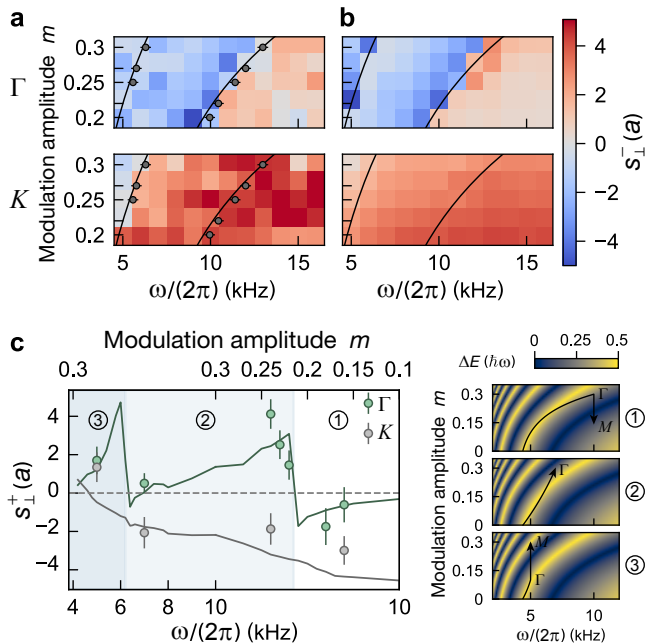 a
b
Modulation amplitude m
Γ
0.3
0.25
0.2
K
0.3
0.25
0.2
5 10 15
5 10 15
ω/(2π) (kHz)
ω/(2π) (kHz)
4
2
0
−2
−4
s⊥⁻(a)
c
Modulation amplitude m
0.3 0.3 0.25 0.2 0.15 0.1
③ ② ①
Γ
K
4
2
0
−2
−4
s⊥⁺(a)
4 6 8 10 10
ω/(2π) (kHz)
ΔE (ℏω)
0 0.5
Modulation amplitude m
0.3
0.15
0
Γ
M
①
0.3
0.15
0
Γ
②
0.3
0.15
0
M
Γ
③
0 5 10
ω/(2π) (kHz)